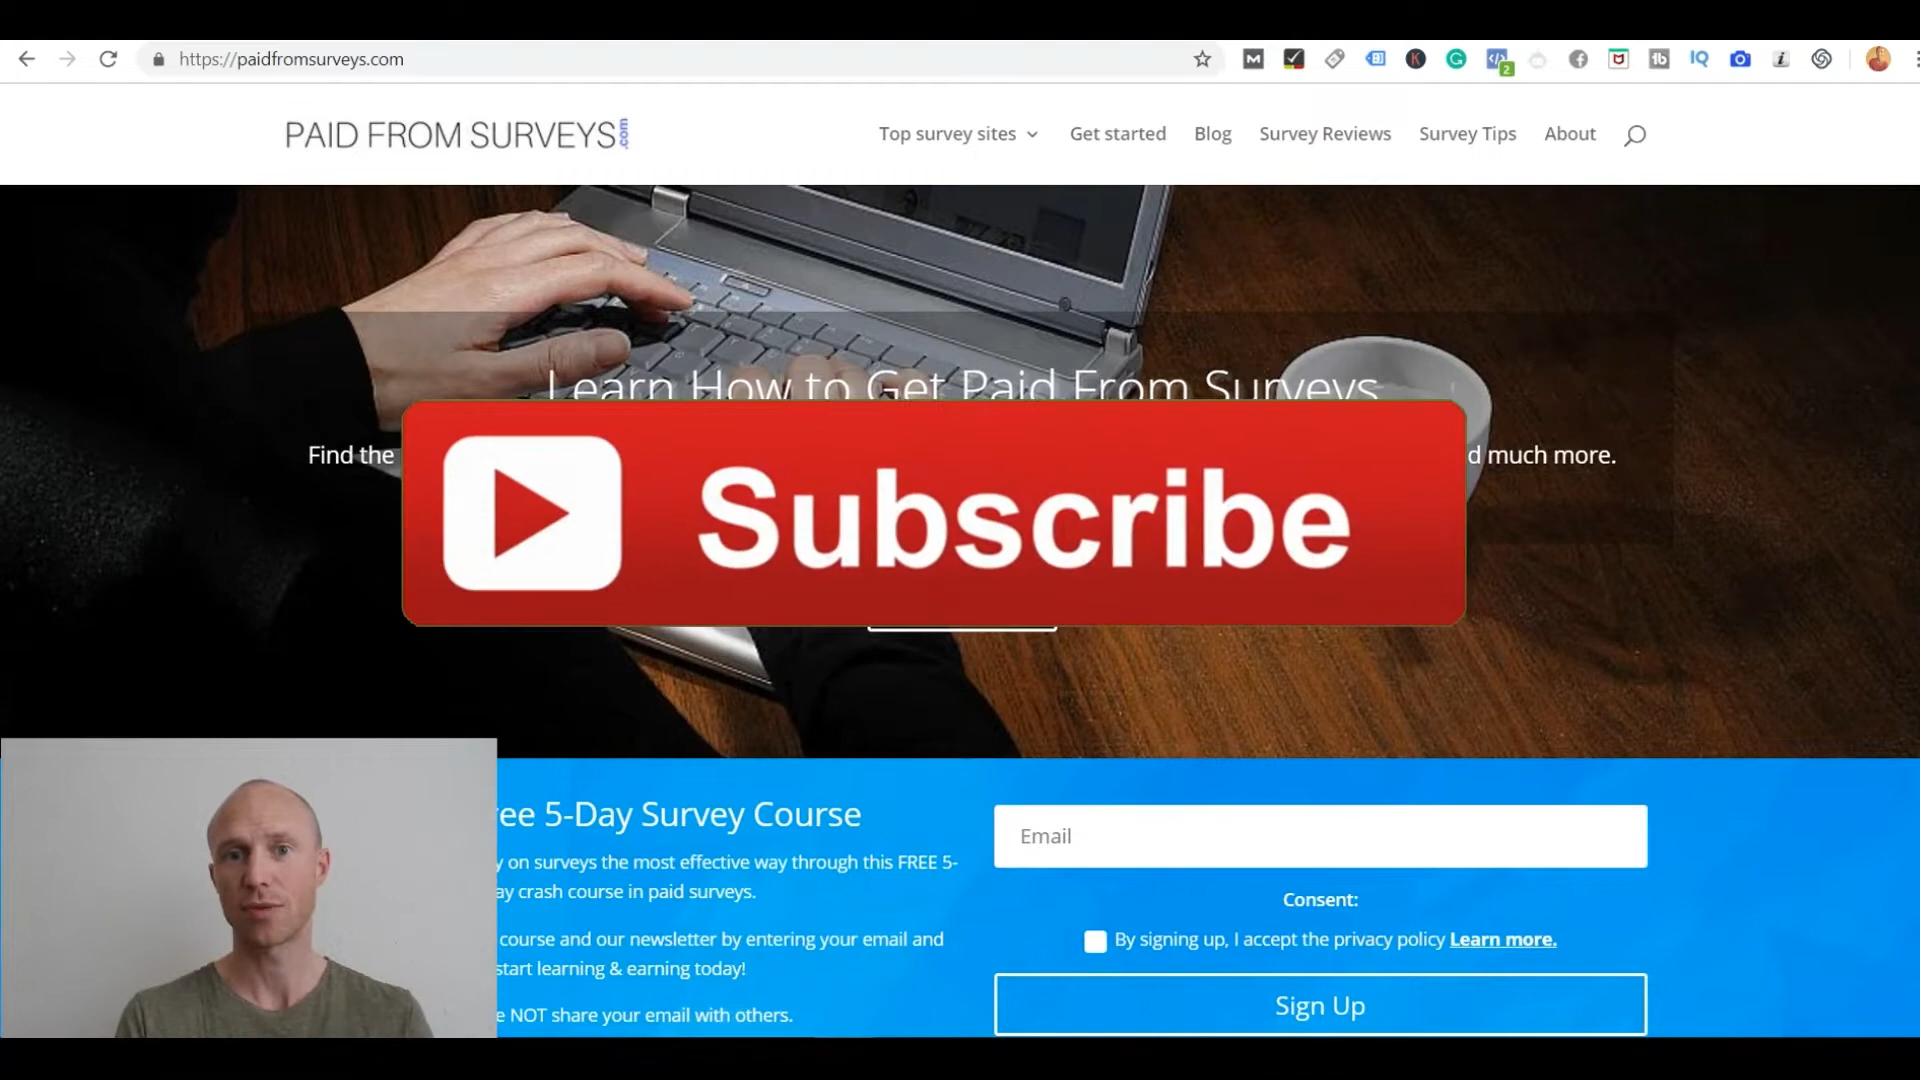 https://paidfromsurveys.com
2
PAID FROM SURVEYS.com
Top survey sites
Get started
Blog
Survey Reviews
Survey Tips
About
Learn How to Get Paid From Surveys
Find the
d much more.
Subscribe
ree 5-Day Survey Course
y on surveys the most effective way through this FREE 5-
ay crash course in paid surveys.
course and our newsletter by entering your email and
start learning & earning today!
e NOT share your email with others.
Email
Consent:
By signing up, I accept the privacy policy Learn more.
Sign Up